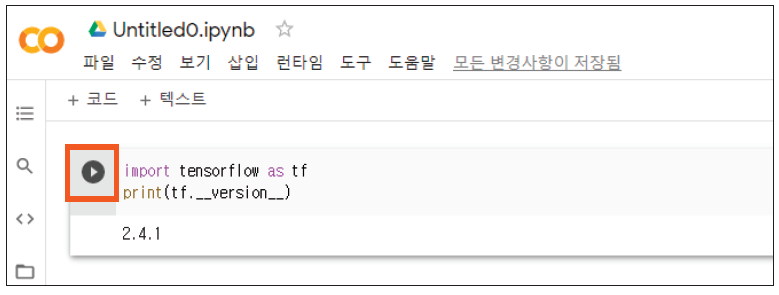 Untitled0.ipynb
파일 수정 보기 삽입 런타임 도구 도움말 모든 변경사항이 저장됨
+ 코드 + 텍스트
import tensorflow as tf
print(tf.__version__)
2.4.1